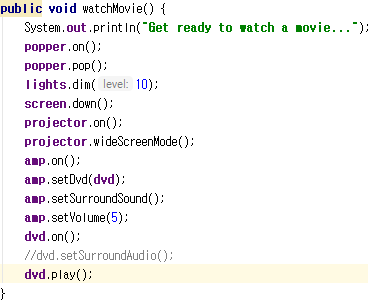 public void watchMovie() {
System.out.println("Get ready to watch a movie...");
popper.on();
popper.pop();
lights.dim( level: 10);
screen.down();
projector.on();
projector.wideScreenMode();
amp.on();
amp.setDvd(dvd);
amp.setSurroundSound();
amp.setVolume(5);
dvd.on();
//dvd.setSurroundAudio();
dvd.play();
}